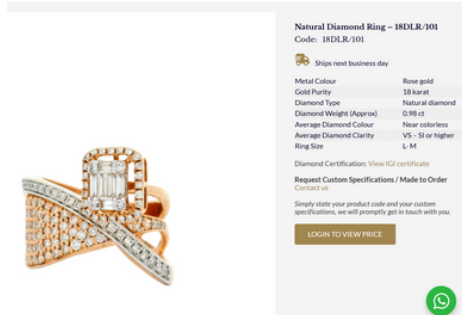 Natural Diamond Ring – 18DLR/101
Code: 18DLR/101
Ships next business day
Metal Colour Rose gold
Gold Purity 18 karat
Diamond Type Natural diamond
Diamond Weight (Approx) 0.98 ct
Average Diamond Colour Near colorless
Average Diamond Clarity VS – SI or higher
Ring Size L- M
Diamond Certification: View IGI certificate
Request Custom Specifications / Made to Order
Contact us
Simply state your product code and your custom
specifications, we will promptly get in touch with you.
LOGIN TO VIEW PRICE